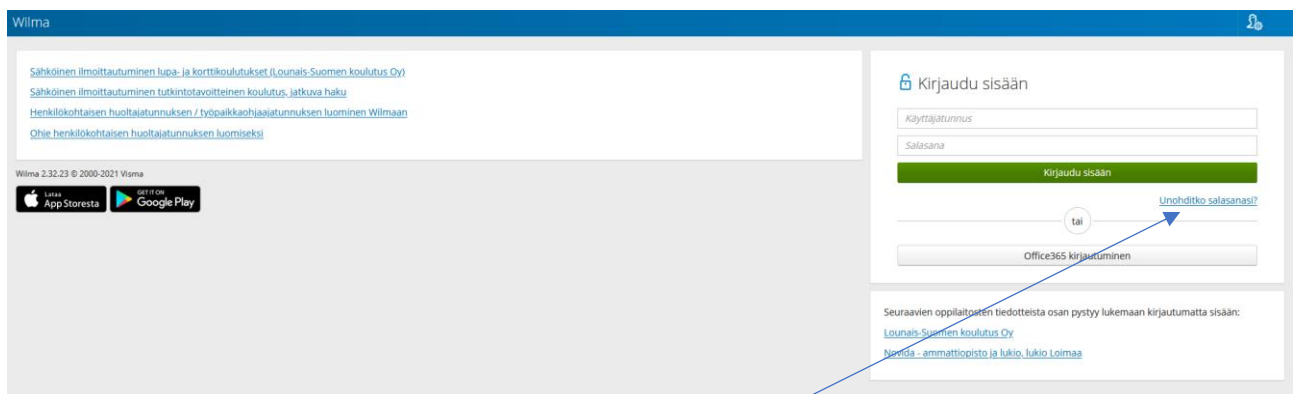 Wilma
Sähköinen ilmoittautuminen lupa- ja korttikoulutukset (Lounais-Suomen koulutus Oy)
Sähköinen ilmoittautuminen tutkintotavoitteinen koulutus, jatkuva haku
Henkilökohtaisen huoltajatunnuksen / työpaikkaohjaajatunnuksen luominen Wilmaan
Ohje henkilökohtaisen huoltajatunnuksen luomiseksi
Wilma 2.32.23 © 2000-2021 Visma
Lataa
App Storesta
GET IT ON
Google Play
Kirjaudu sisään
Käyttäjätunnus
Salasana
Kirjaudu sisään
Unohditko salasanasi?
tai
Office365 kirjautuminen
Seuraavien oppilaitosten tiedotteista osan pystyy lukemaan kirjautumatta sisään:
Lounais-Suomen koulutus Oy
Novida - ammattiopisto ja lukio, lukio Loimaa